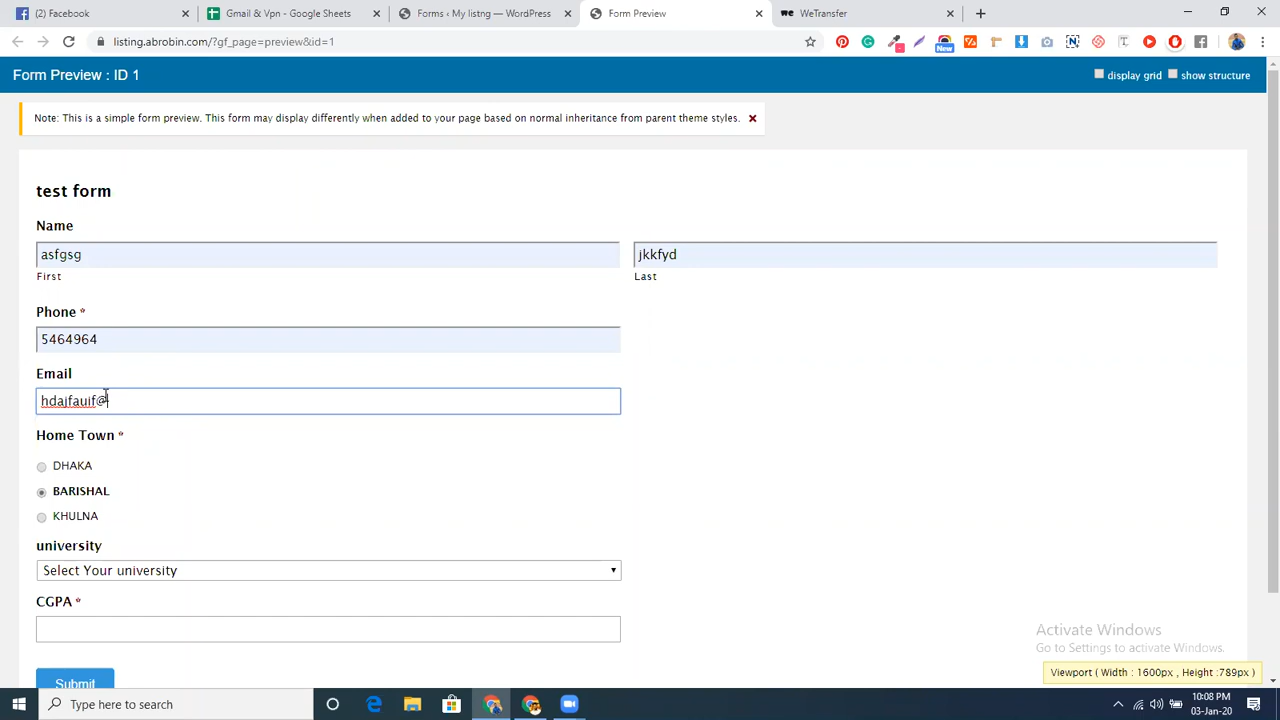 (2) Facebook
Gmail & Vpn - Google Sheets
Forms ‹ My listng — WordPress
Form Preview
we WeTransfer
listing.abrobin.com/?gf_page=preview&id=1
New
Form Preview : ID 1
display grid
show structure
Note: This is a simple form preview. This form may display differently when added to your page based on normal inheritance from parent theme styles.
test form
Name
asfgsg
jkkfyd
First
Last
Phone *
5464964
Email
hdajfauif@
Home Town *
DHAKA
BARISHAL
KHULNA
university
Select Your university
CGPA *
Submit
Activate Windows
Go to Settings to activate Windows.
Viewport ( Width : 1600px , Height :789px )
Type here to search
10:08 PM
03-Jan-20